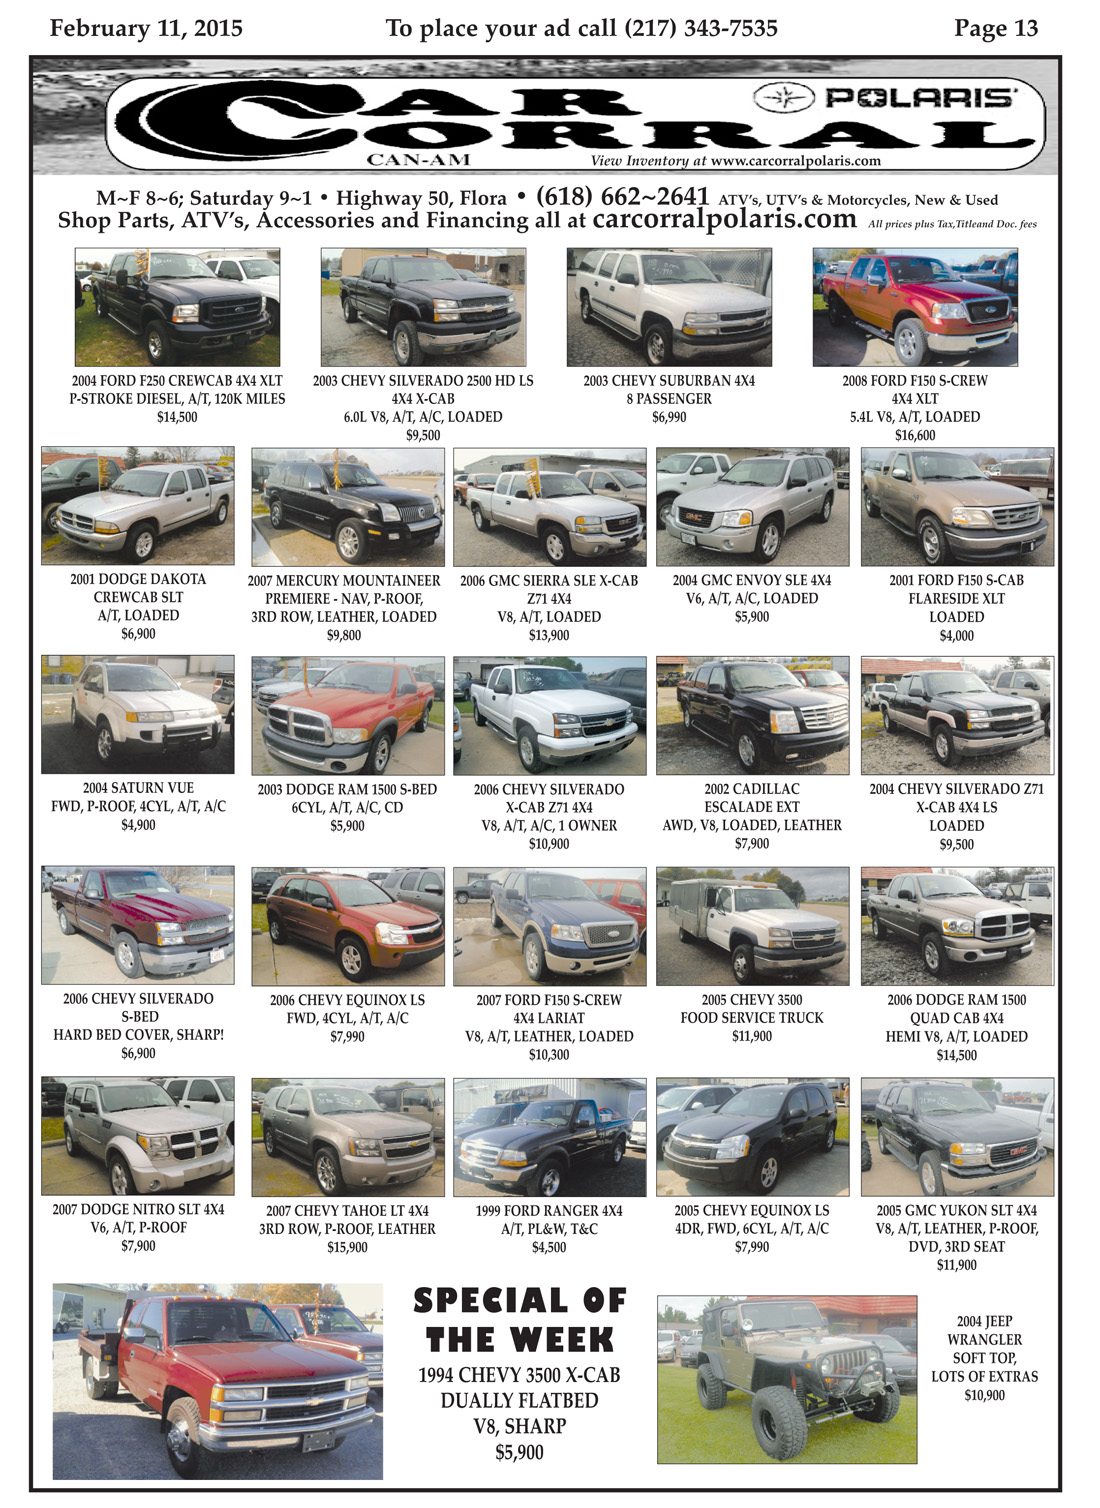 February 11, 2015
To place your ad call (217) 343-7535
Page 13
CAR CORRAL
POLARIS
CAN-AM
View Inventory at www.carcorralpolaris.com
M~F 8~6; Saturday 9~1 • Highway 50, Flora • (618) 662~2641 ATV's, UTV's & Motorcycles, New & Used
Shop Parts, ATV's, Accessories and Financing all at carcorralpolaris.com All prices plus Tax,Titleand Doc. fees
2004 FORD F250 CREWCAB 4X4 XLT
P-STROKE DIESEL, A/T, 120K MILES
$14,500
2003 CHEVY SILVERADO 2500 HD LS
4X4 X-CAB
6.0L V8, A/T, A/C, LOADED
$9,500
2003 CHEVY SUBURBAN 4X4
8 PASSENGER
$6,990
2008 FORD F150 S-CREW
4X4 XLT
5.4L V8, A/T, LOADED
$16,600
2001 DODGE DAKOTA
CREWCAB SLT
A/T, LOADED
$6,900
2007 MERCURY MOUNTAINEER
PREMIERE - NAV, P-ROOF,
3RD ROW, LEATHER, LOADED
$9,800
2006 GMC SIERRA SLE X-CAB
Z71 4X4
V8, A/T, LOADED
$13,900
2004 GMC ENVOY SLE 4X4
V6, A/T, A/C, LOADED
$5,900
2001 FORD F150 S-CAB
FLARESIDE XLT
LOADED
$4,000
2004 SATURN VUE
FWD, P-ROOF, 4CYL, A/T, A/C
$4,900
2003 DODGE RAM 1500 S-BED
6CYL, A/T, A/C, CD
$5,900
2006 CHEVY SILVERADO
X-CAB Z71 4X4
V8, A/T, A/C, 1 OWNER
$10,900
2002 CADILLAC
ESCALADE EXT
AWD, V8, LOADED, LEATHER
$7,900
2004 CHEVY SILVERADO Z71
X-CAB 4X4 LS
LOADED
$9,500
2006 CHEVY SILVERADO
S-BED
HARD BED COVER, SHARP!
$6,900
2006 CHEVY EQUINOX LS
FWD, 4CYL, A/T, A/C
$7,990
2007 FORD F150 S-CREW
4X4 LARIAT
V8, A/T, LEATHER, LOADED
$10,300
2005 CHEVY 3500
FOOD SERVICE TRUCK
$11,900
2006 DODGE RAM 1500
QUAD CAB 4X4
HEMI V8, A/T, LOADED
$14,500
2007 DODGE NITRO SLT 4X4
V6, A/T, P-ROOF
$7,900
2007 CHEVY TAHOE LT 4X4
3RD ROW, P-ROOF, LEATHER
$15,900
1999 FORD RANGER 4X4
A/T, PL&W, T&C
$4,500
2005 CHEVY EQUINOX LS
4DR, FWD, 6CYL, A/T, A/C
$7,990
2005 GMC YUKON SLT 4X4
V8, A/T, LEATHER, P-ROOF,
DVD, 3RD SEAT
$11,900
SPECIAL OF
THE WEEK
1994 CHEVY 3500 X-CAB
DUALLY FLATBED
V8, SHARP
$5,900
2004 JEEP
WRANGLER
SOFT TOP,
LOTS OF EXTRAS
$10,900